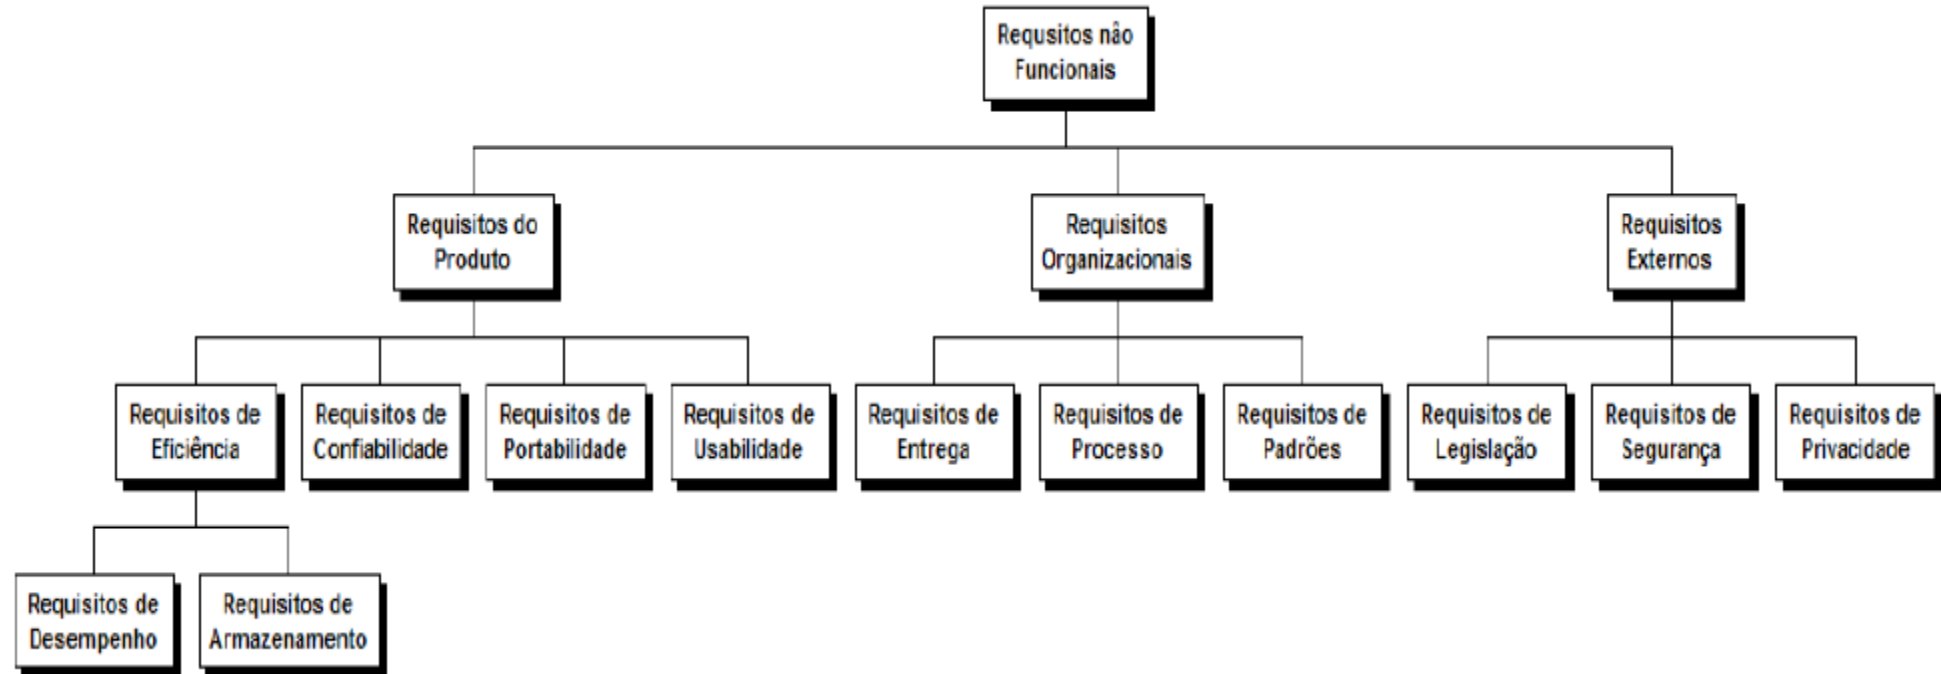 Requsitos não
Funcionais
Requisitos do
Produto
Requisitos
Organizacionais
Requisitos
Externos
Requisitos de
Eficiência
Requisitos de
Confiabilidade
Requisitos de
Portabilidade
Requisitos de
Usabilidade
Requisitos de
Entrega
Requisitos de
Processo
Requisitos de
Padrões
Requisitos de
Legislação
Requisitos de
Segurança
Requisitos de
Privacidade
Requisitos de
Desempenho
Requisitos de
Armazenamento